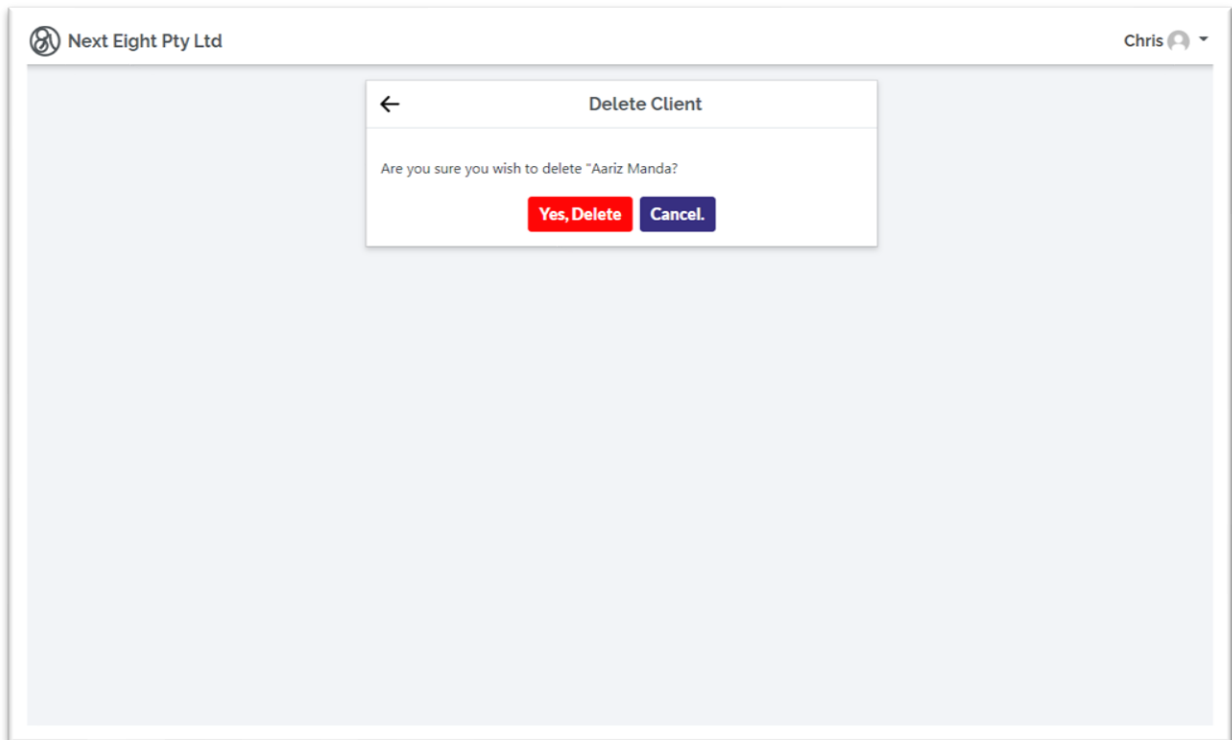 Next Eight Pty Ltd
Chris
Delete Client
Are you sure you wish to delete "Aariz Manda?
Yes, Delete
Cancel.